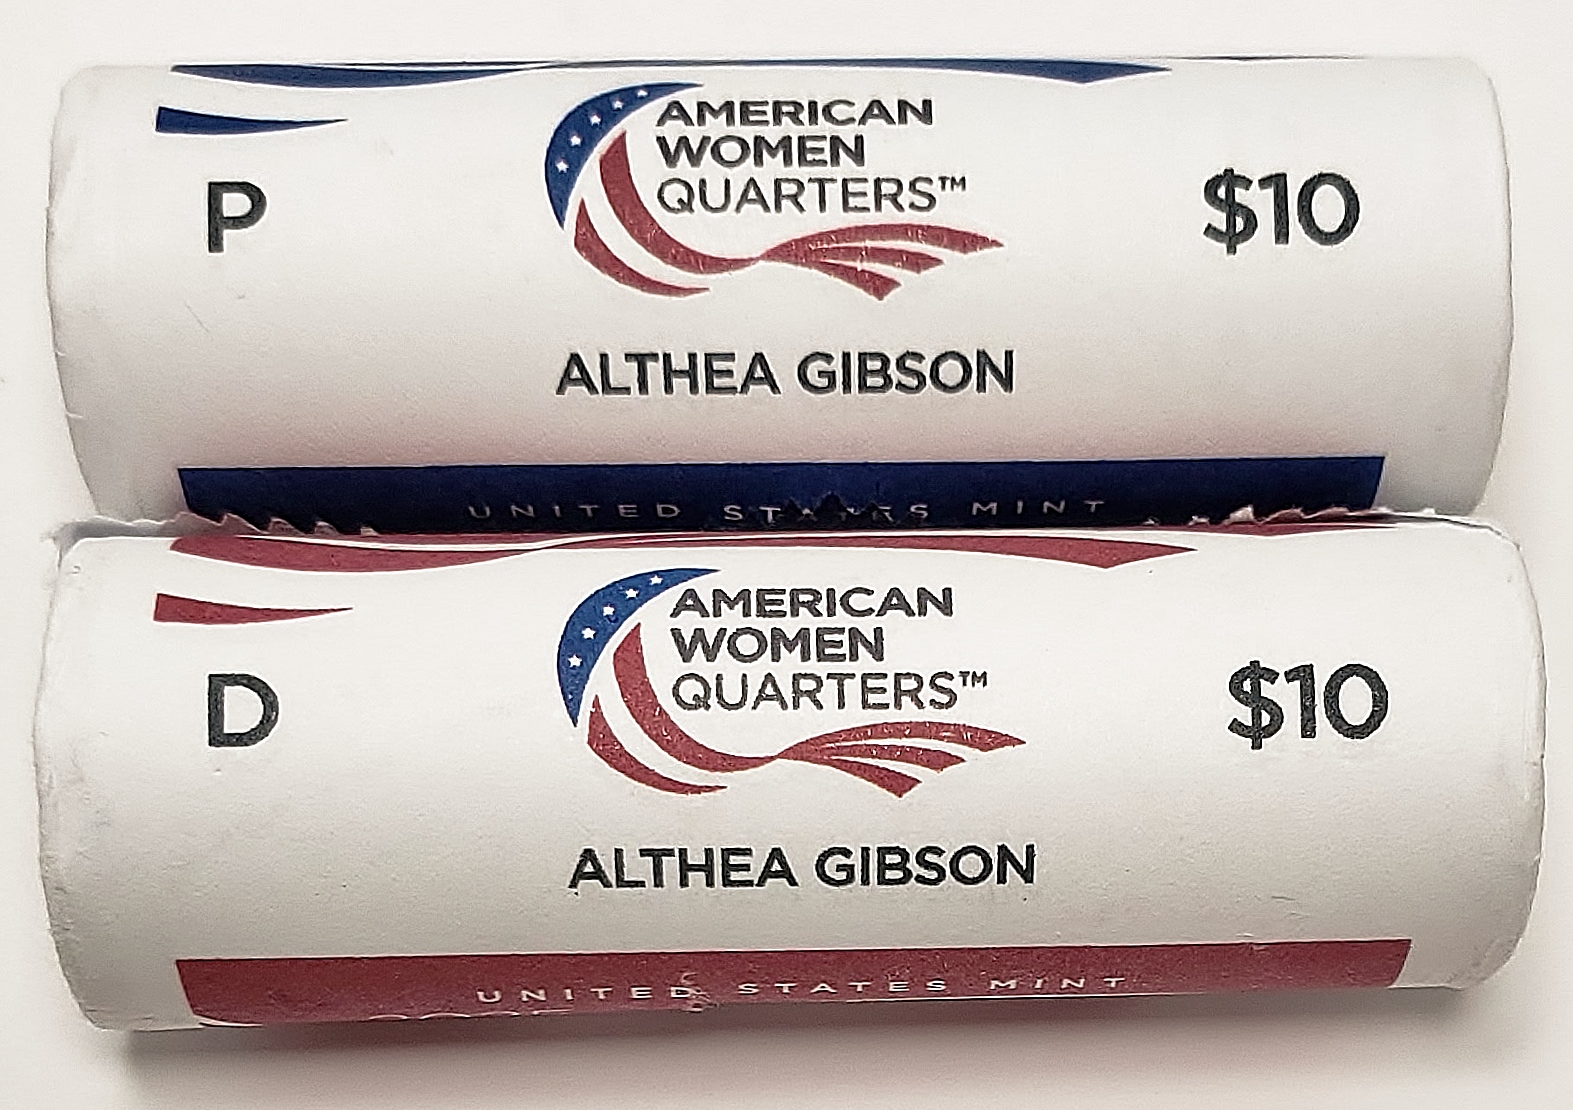 P
AMERICAN
WOMEN
QUARTERS™
$10
ALTHEA GIBSON
UNITED STATES MINT
D
AMERICAN
WOMEN
QUARTERS™
$10
ALTHEA GIBSON
UNITED STATES MINT